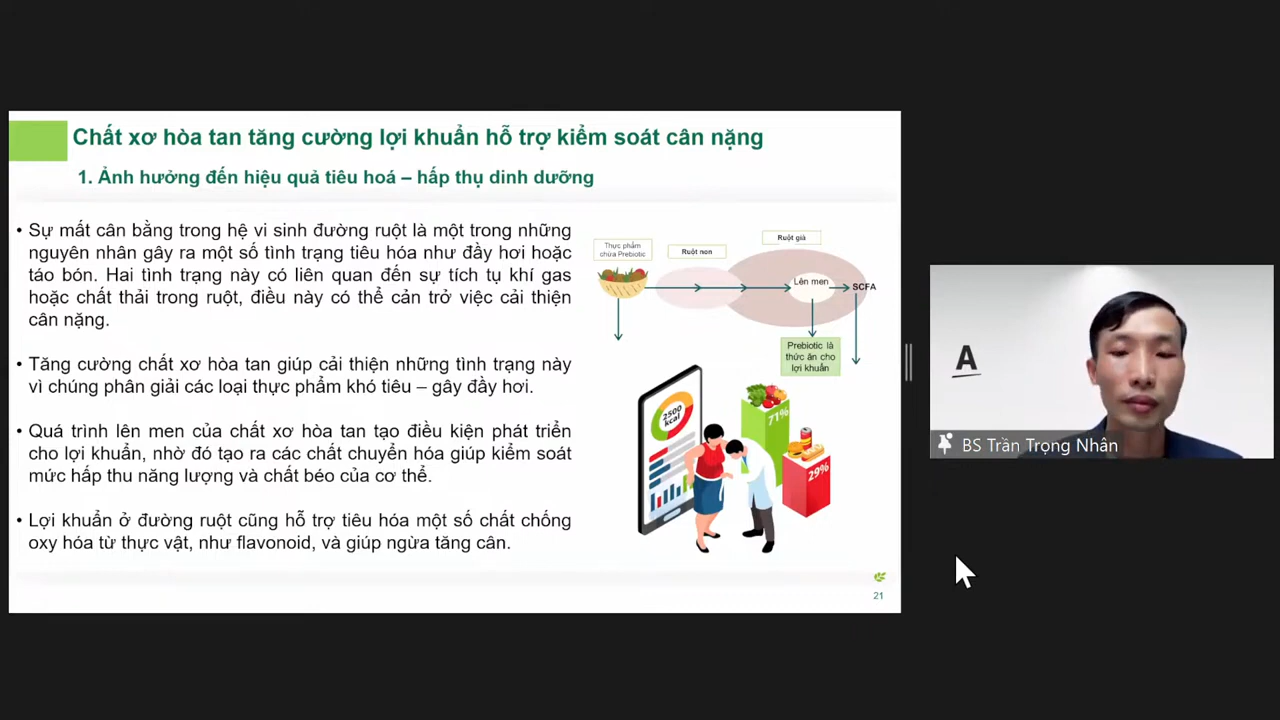 Chất xơ hòa tan tăng cường lợi khuẩn hỗ trợ kiểm soát cân nặng
1. Ảnh hưởng đến hiệu quả tiêu hoá – hấp thụ dinh dưỡng
• Sự mất cân bằng trong hệ vi sinh đường ruột là một trong những
nguyên nhân gây ra một số tình trạng tiêu hóa như đầy hơi hoặc
táo bón. Hai tình trạng này có liên quan đến sự tích tụ khí gas
hoặc chất thải trong ruột, điều này có thể cản trở việc cải thiện
cân nặng.
• Tăng cường chất xơ hòa tan giúp cải thiện những tình trạng này
vì chúng phân giải các loại thực phẩm khó tiêu – gây đầy hơi.
• Quá trình lên men của chất xơ hòa tan tạo điều kiện phát triển
cho lợi khuẩn, nhờ đó tạo ra các chất chuyển hóa giúp kiểm soát
mức hấp thu năng lượng và chất béo của cơ thể.
• Lợi khuẩn ở đường ruột cũng hỗ trợ tiêu hóa một số chất chống
oxy hóa từ thực vật, như flavonoid, và giúp ngừa tăng cân.
Thực phẩm
chứa Prebiotic
Ruột non
Ruột già
Lên men
SCFA
Prebiotic là
thức ăn cho
lợi khuẩn
2500
kcal
71%
29%
21
A
BS Trần Trọng Nhân